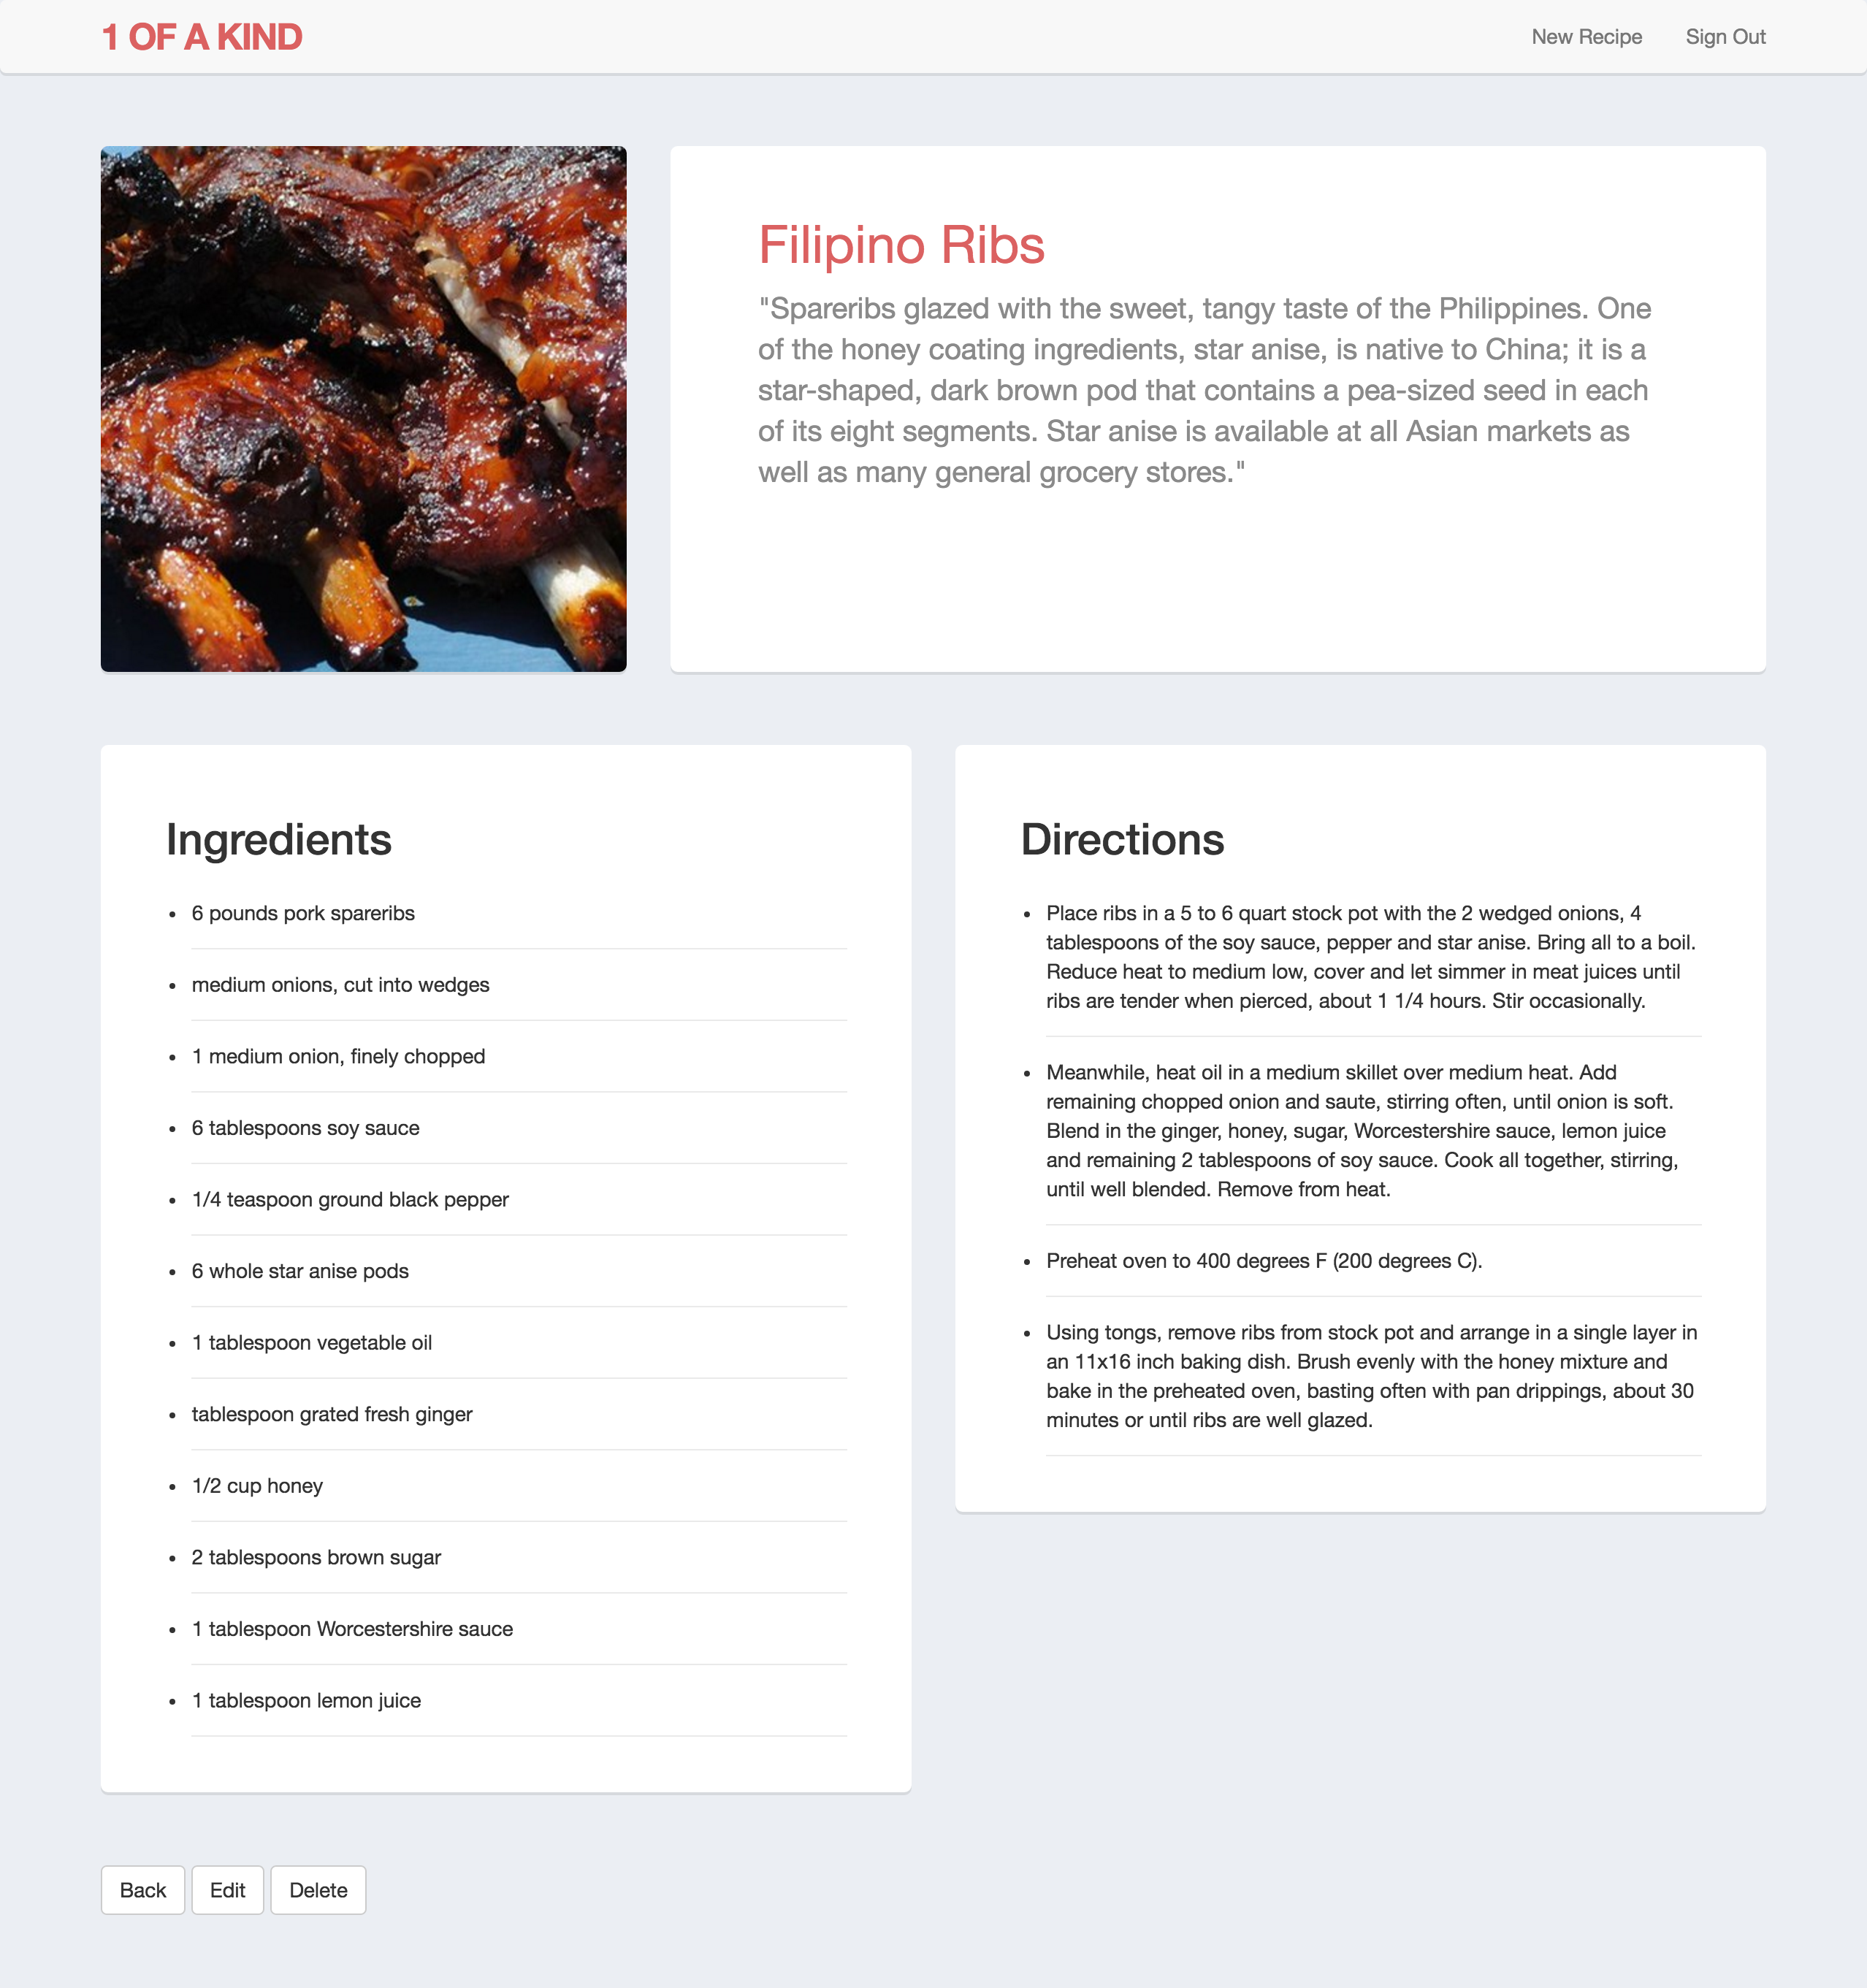 1 OF A KIND
New Recipe
Sign Out
Filipino Ribs
"Spareribs glazed with the sweet, tangy taste of the Philippines. One
of the honey coating ingredients, star anise, is native to China; it is a
star-shaped, dark brown pod that contains a pea-sized seed in each
of its eight segments. Star anise is available at all Asian markets as
well as many general grocery stores."
Ingredients
• 6 pounds pork spareribs
• medium onions, cut into wedges
• 1 medium onion, finely chopped
• 6 tablespoons soy sauce
• 1/4 teaspoon ground black pepper
• 6 whole star anise pods
• 1 tablespoon vegetable oil
• tablespoon grated fresh ginger
• 1/2 cup honey
• 2 tablespoons brown sugar
• 1 tablespoon Worcestershire sauce
• 1 tablespoon lemon juice
Directions
• Place ribs in a 5 to 6 quart stock pot with the 2 wedged onions, 4
tablespoons of the soy sauce, pepper and star anise. Bring all to a boil.
Reduce heat to medium low, cover and let simmer in meat juices until
ribs are tender when pierced, about 1 1/4 hours. Stir occasionally.
• Meanwhile, heat oil in a medium skillet over medium heat. Add
remaining chopped onion and saute, stirring often, until onion is soft.
Blend in the ginger, honey, sugar, Worcestershire sauce, lemon juice
and remaining 2 tablespoons of soy sauce. Cook all together, stirring,
until well blended. Remove from heat.
• Preheat oven to 400 degrees F (200 degrees C).
• Using tongs, remove ribs from stock pot and arrange in a single layer in
an 11x16 inch baking dish. Brush evenly with the honey mixture and
bake in the preheated oven, basting often with pan drippings, about 30
minutes or until ribs are well glazed.
Back
Edit
Delete